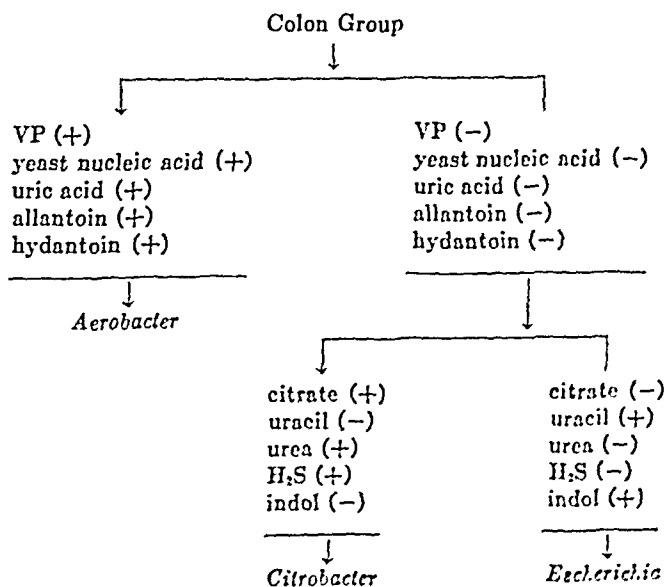 Colon Group
VP (+)
yeast nucleic acid (+)
uric acid (+)
allantoin (+)
hydantoin (+)
Aerobacter
VP (−)
yeast nucleic acid (−)
uric acid (−)
allantoin (−)
hydantoin (−)
citrate (+)
uracil (−)
urea (+)
H₂S (+)
indol (−)
Citrobacter
citrate (−)
uracil (+)
urea (−)
H₂S (−)
indol (+)
Escherichia